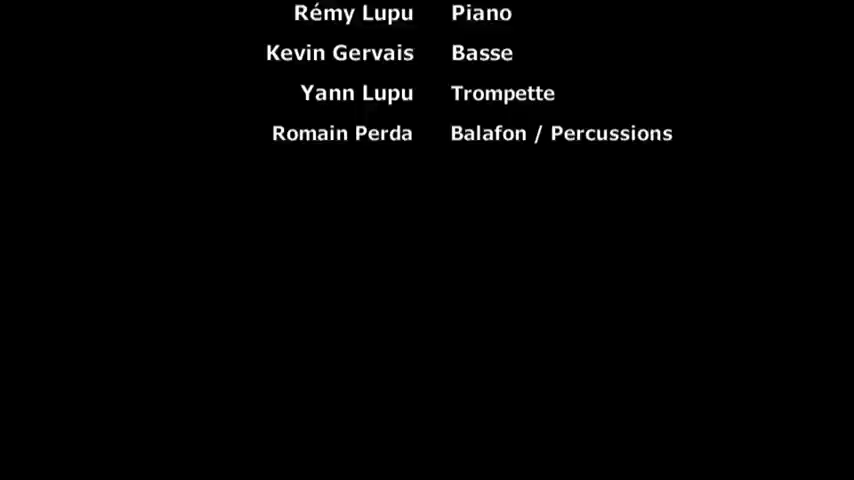 Rémy Lupu Piano
Kevin Gervais Basse
Yann Lupu Trompette
Romain Perda Balafon / Percussions